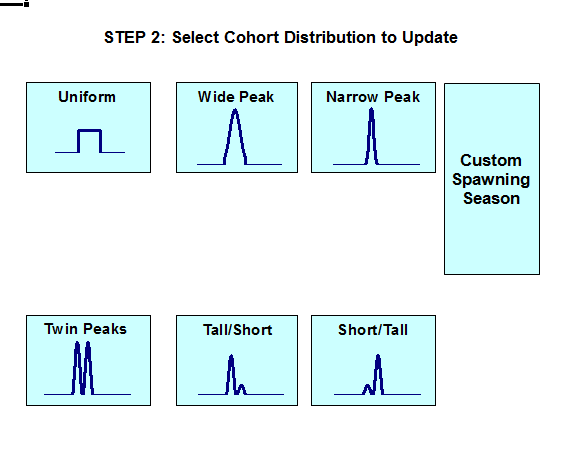 STEP 2: Select Cohort Distribution to Update
Uniform
Wide Peak
Narrow Peak
Custom
Spawning
Season
Twin Peaks
Tall/Short
Short/Tall